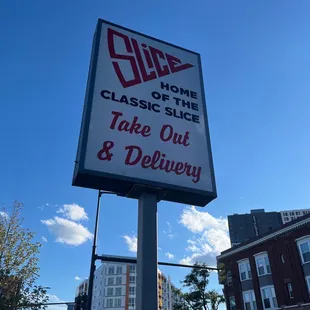 SLiCE
HOME
OF THE
CLASSIC SLICE
Take Out
& Delivery